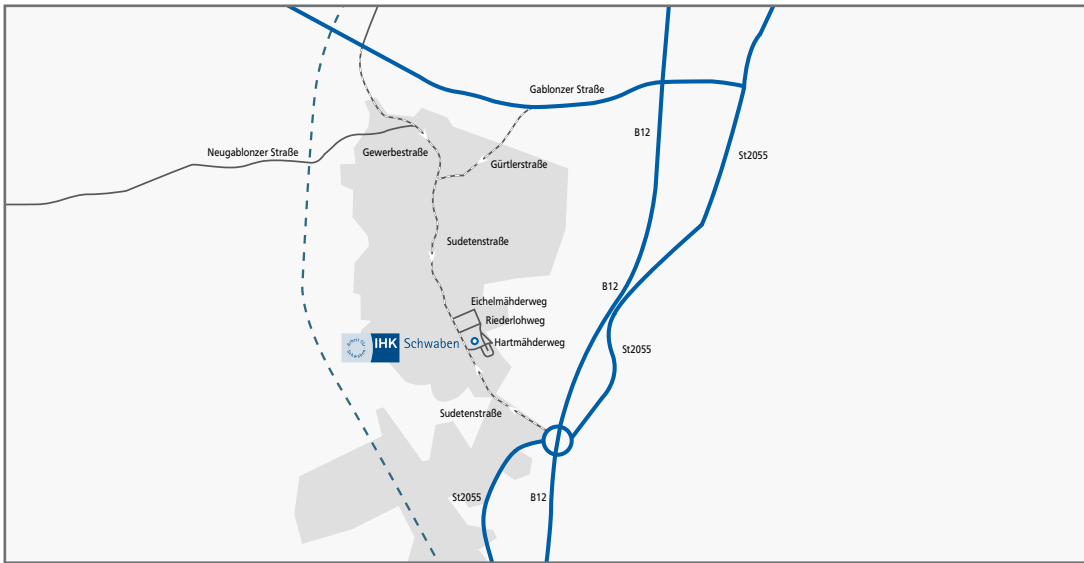 Gablonzer Straße
B12
Neugablonzer Straße
Gewerbestraße
St2055
Gürtlerstraße
Sudetenstraße
B12
Eichelmähderweg
Riederlohweg
IHK Schwaben
Hartmähderweg
St2055
Sudetenstraße
St2055
B12